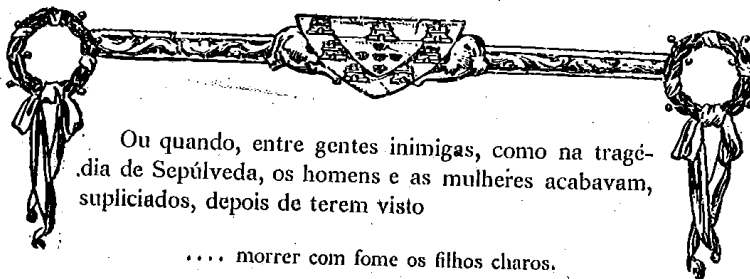 Ou quando, entre gentes inimigas, como na tragé-
dia de Sepúlveda, os homens e as mulheres acabavam,
supliciados, depois de terem visto
.... morrer com fome os filhos charos.